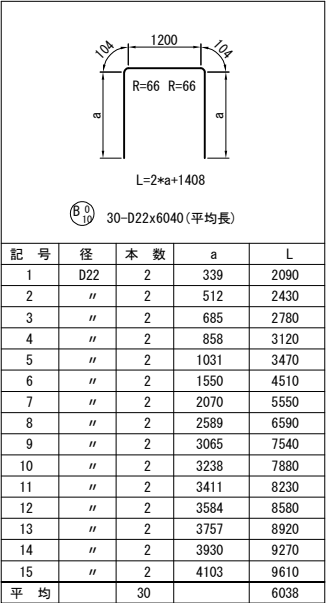 1200
104 104
R=66 R=66
a a
L=2*a+1408
B 0 10 30-D22x6040(平均長)
記 号 径 本 数 a L
1 D22 2 339 2090
2 〃 2 512 2430
3 〃 2 685 2780
4 〃 2 858 3120
5 〃 2 1031 3470
6 〃 2 1550 4510
7 〃 2 2070 5550
8 〃 2 2589 6590
9 〃 2 3065 7540
10 〃 2 3238 7880
11 〃 2 3411 8230
12 〃 2 3584 8580
13 〃 2 3757 8920
14 〃 2 3930 9270
15 〃 2 4103 9610
平 均 30 6038